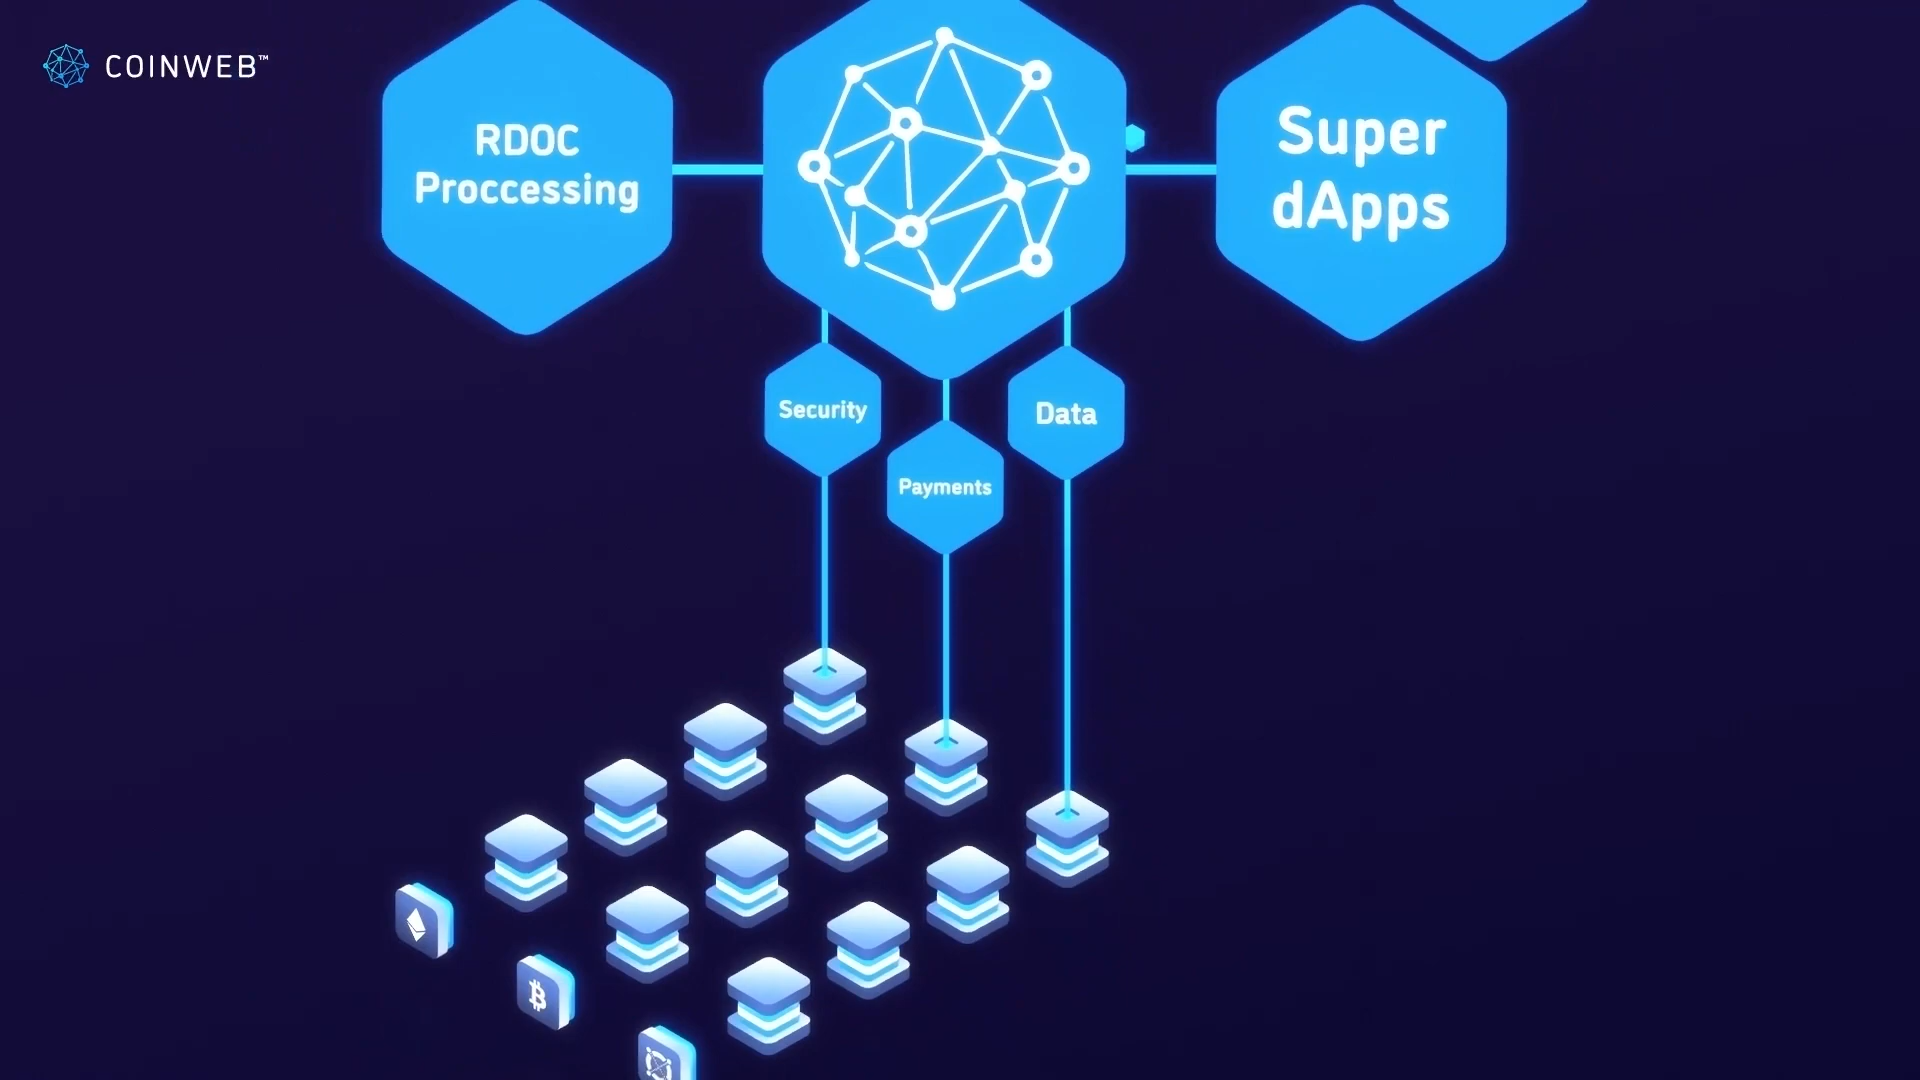 COINWEB™
RDOC
Proccessing
Super
dApps
Security
Data
Payments